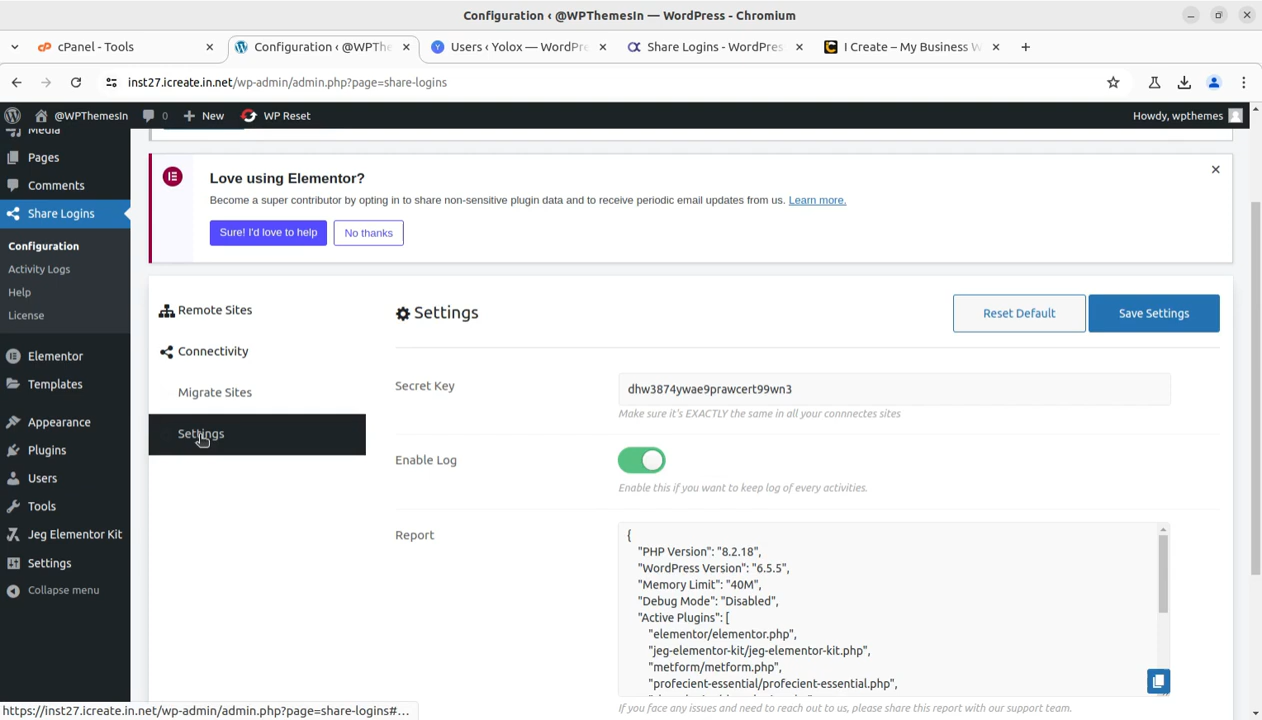 Configuration ‹ @WPThemesIn — WordPress - Chromium
cPanel - Tools
Configuration ‹ @WPThe
Users ‹ Yolox — WordPre
Share Logins - WordPres
I Create – My Business W
inst27.icreate.in.net/wp-admin/admin.php?page=share-logins
@WPThemesIn
0
New
WP Reset
Howdy, wpthemes
Media
Pages
Comments
Share Logins
Configuration
Activity Logs
Help
License
Elementor
Templates
Appearance
Plugins
Users
Tools
Jeg Elementor Kit
Settings
Collapse menu
Love using Elementor?
Become a super contributor by opting in to share non-sensitive plugin data and to receive periodic email updates from us. Learn more.
Sure! I'd love to help
No thanks
Remote Sites
Connectivity
Migrate Sites
Settings
Settings
Reset Default
Save Settings
Secret Key
dhw3874ywae9prawcert99wn3
Make sure it's EXACTLY the same in all your connnectes sites
Enable Log
Enable this if you want to keep log of every activities.
Report
{
"PHP Version": "8.2.18",
"WordPress Version": "6.5.5",
"Memory Limit": "40M",
"Debug Mode": "Disabled",
"Active Plugins": [
"elementor/elementor.php",
"jeg-elementor-kit/jeg-elementor-kit.php",
"metform/metform.php",
"profecient-essential/profecient-essential.php",
If you face any issues and need to reach out to us, please share this report with our support team.
https://inst27.icreate.in.net/wp-admin/admin.php?page=share-logins#…